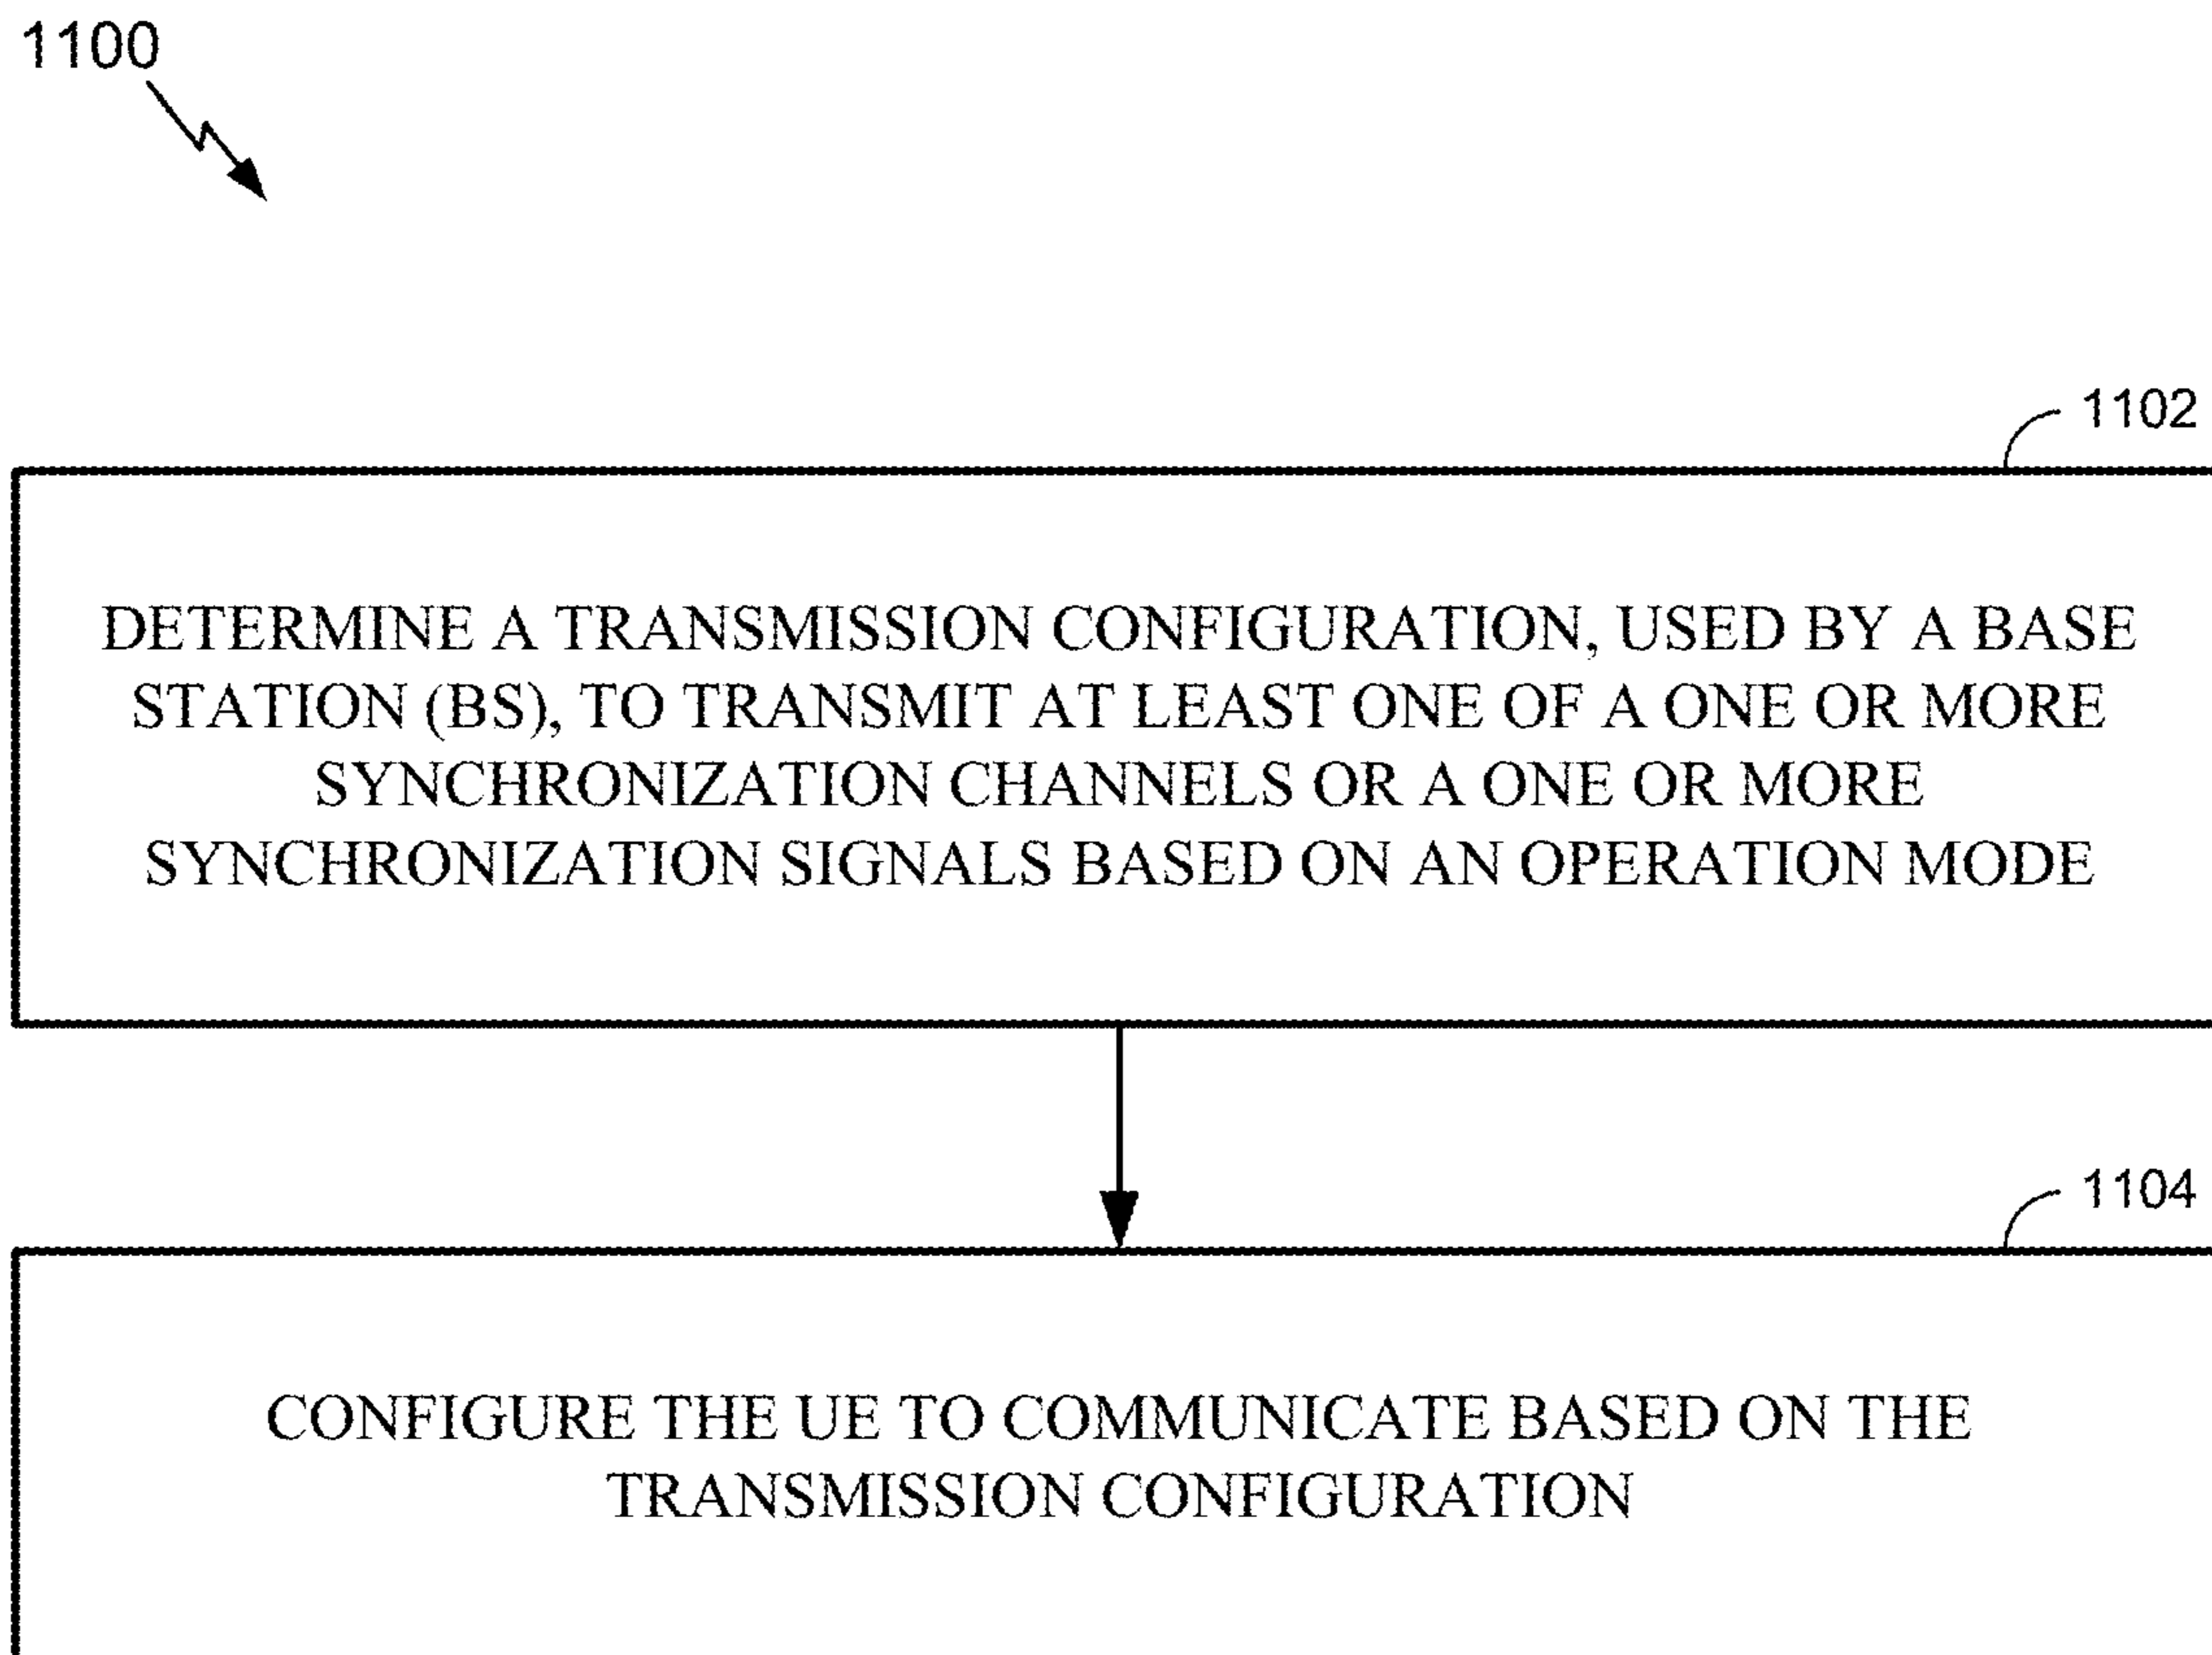 1100
1102
DETERMINE A TRANSMISSION CONFIGURATION, USED BY A BASE
STATION (BS), TO TRANSMIT AT LEAST ONE OF A ONE OR MORE
SYNCHRONIZATION CHANNELS OR A ONE OR MORE
SYNCHRONIZATION SIGNALS BASED ON AN OPERATION MODE
1104
CONFIGURE THE UE TO COMMUNICATE BASED ON THE
TRANSMISSION CONFIGURATION